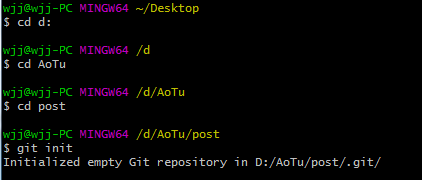 wjj@wjj-PC MINGW64 ~/Desktop
$ cd d:
wjj@wjj-PC MINGW64 /d
$ cd AoTu
wjj@wjj-PC MINGW64 /d/AoTu
$ cd post
wjj@wjj-PC MINGW64 /d/AoTu/post
$ git init
Initialized empty Git repository in D:/AoTu/post/.git/